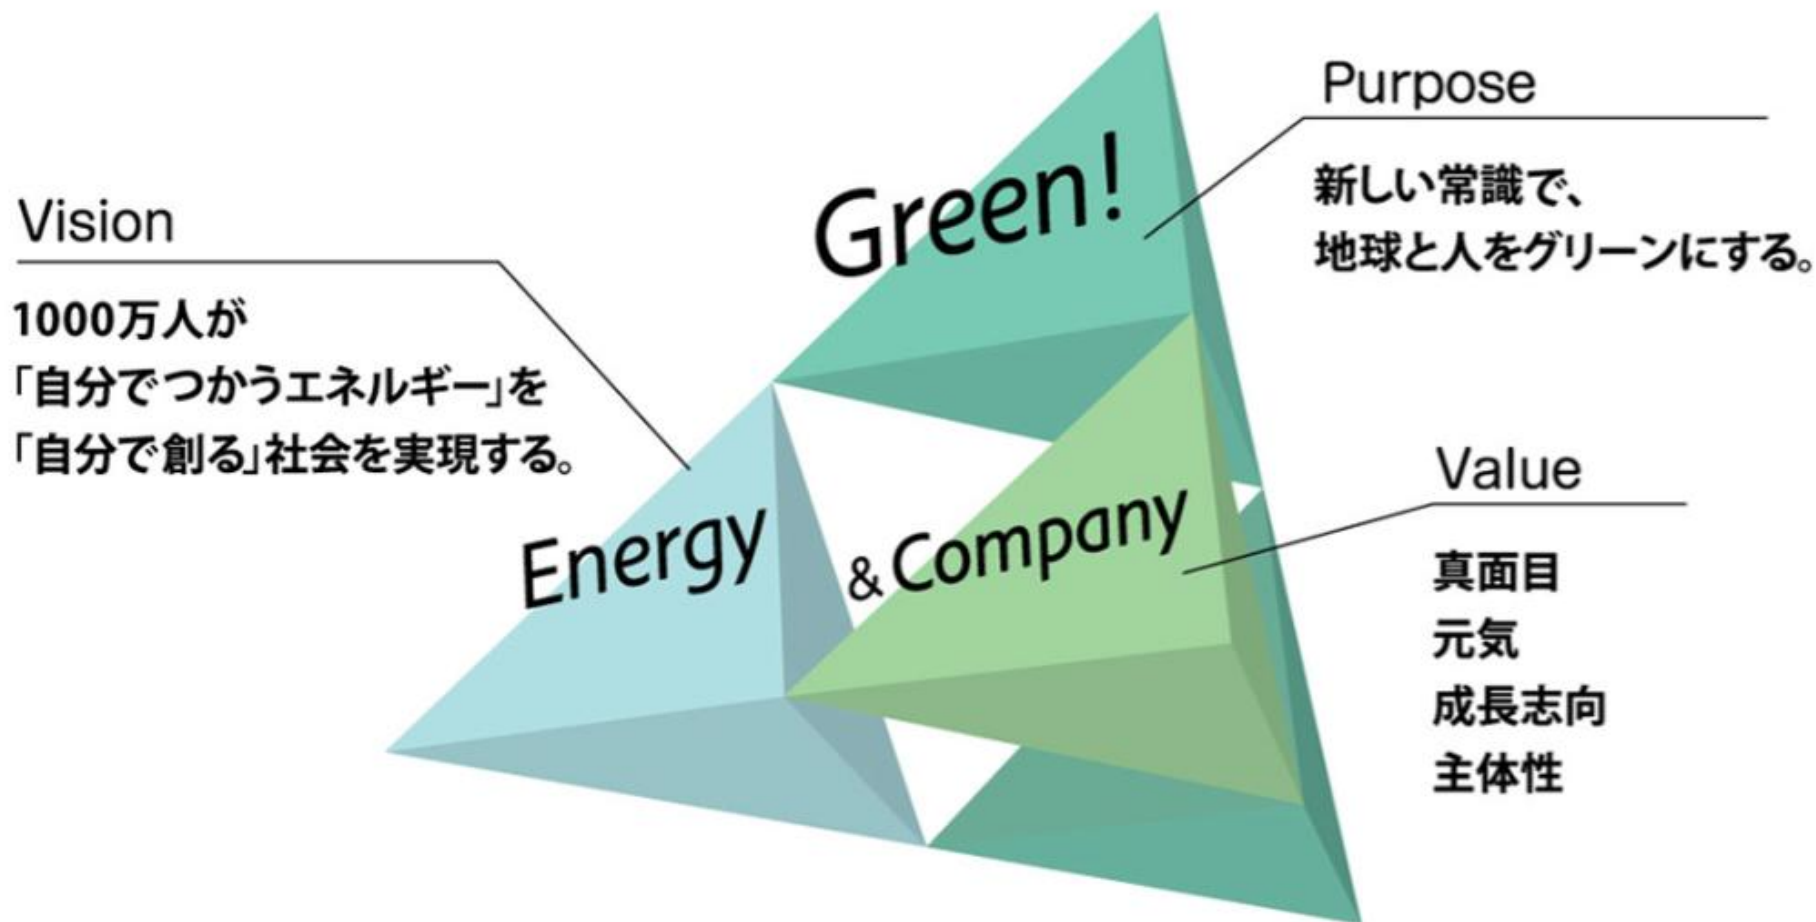 Purpose
新しい常識で、
地球と人をグリーンにする。
Green!
Vision
1000万人が
「自分でつかうエネルギー」を
「自分で創る」社会を実現する。
Energy
& Company
Value
真面目
元気
成長志向
主体性